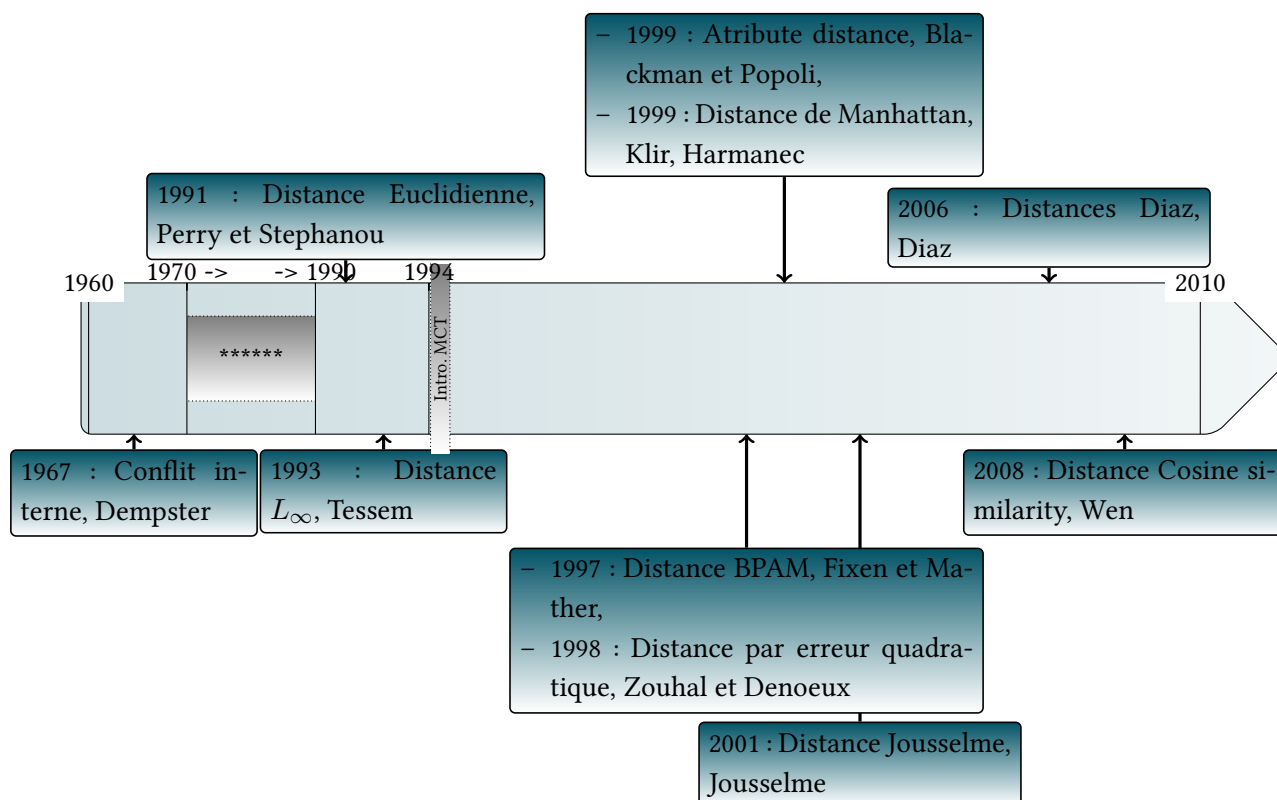 – 1999 : Atribute distance, Bla-
ckman et Popoli,
– 1999 : Distance de Manhattan,
Klir, Harmanec
1991 : Distance Euclidienne,
Perry et Stephanou
2006 : Distances Diaz,
Diaz
1960
1970 ->
-> 1990
1994
2010
******
Intro. MCT
1967 : Conflit in-
terne, Dempster
1993 : Distance
L∞, Tessem
2008 : Distance Cosine si-
milarity, Wen
– 1997 : Distance BPAM, Fixen et Ma-
ther,
– 1998 : Distance par erreur quadra-
tique, Zouhal et Denoeux
2001 : Distance Jousselme,
Jousselme